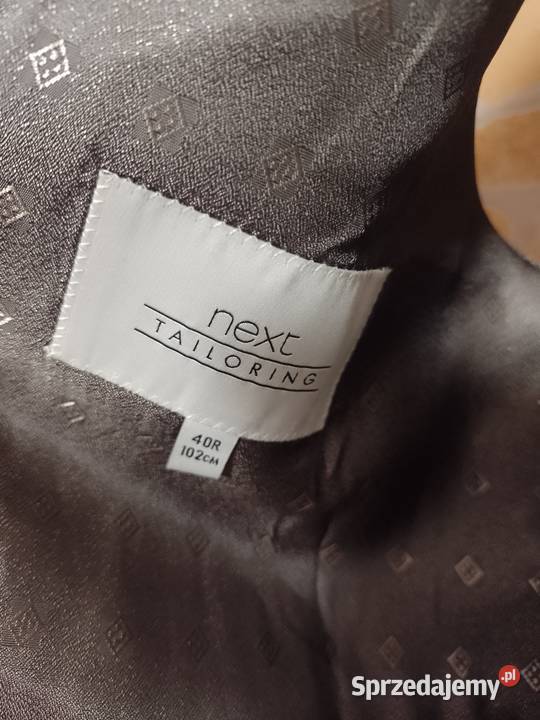 next
TAILORING
40R
102CM
Sprzedajemy.pl